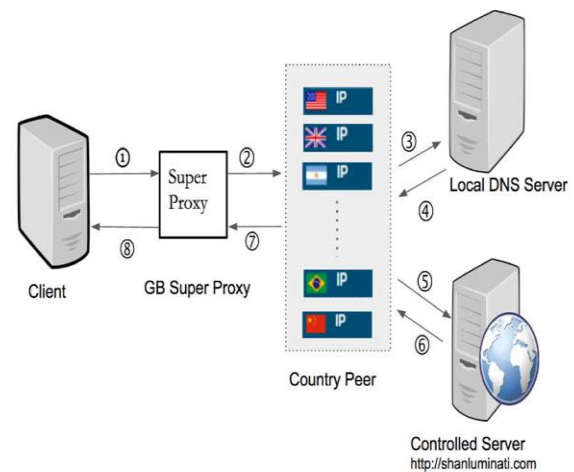 IP
IP
IP
IP
IP
①
②
③
④
⑤
⑥
⑦
⑧
Super
Proxy
Client
GB Super Proxy
Country Peer
Local DNS Server
Controlled Server
http://shanluminati.com